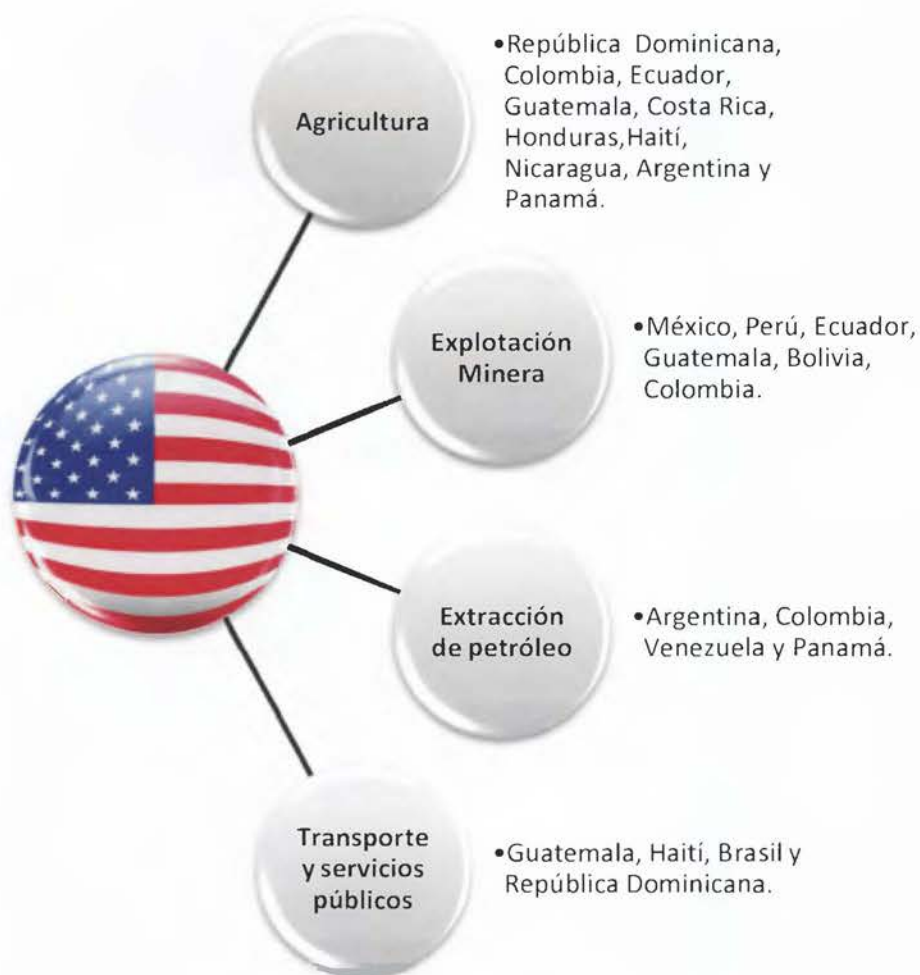 Agricultura
•República Dominicana,
Colombia, Ecuador,
Guatemala, Costa Rica,
Honduras,Haití,
Nicaragua, Argentina y
Panamá.
Explotación
Minera
•México, Perú, Ecuador,
Guatemala, Bolivia,
Colombia.
Extracción
de petróleo
•Argentina, Colombia,
Venezuela y Panamá.
Transporte
y servicios
públicos
•Guatemala, Haití, Brasil y
República Dominicana.